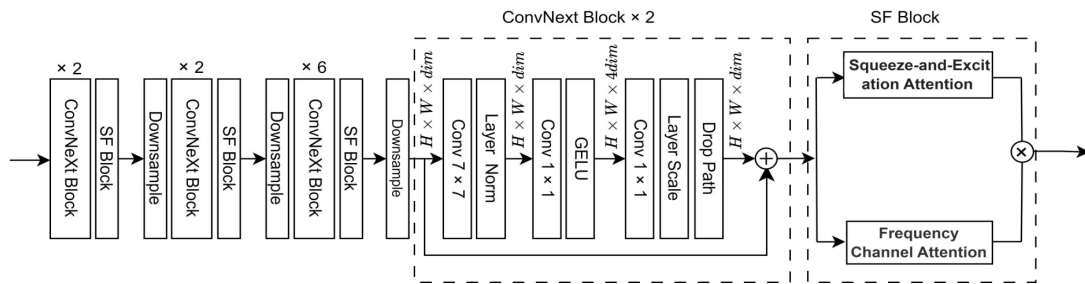 ConvNext Block × 2
SF Block
× 2
ConvNeXt Block
SF Block
Downsample
× 2
ConvNeXt Block
SF Block
Downsample
× 6
ConvNeXt Block
SF Block
Downsample
H × W × dim
Conv 7 × 7
Layer Norm
H × W × dim
Conv 1 × 1
GELU
H × W × 4dim
Conv 1 × 1
Layer Scale
Drop Path
H × W × dim
+
Squeeze-and-Excit
ation Attention
Frequency
Channel Attention
×